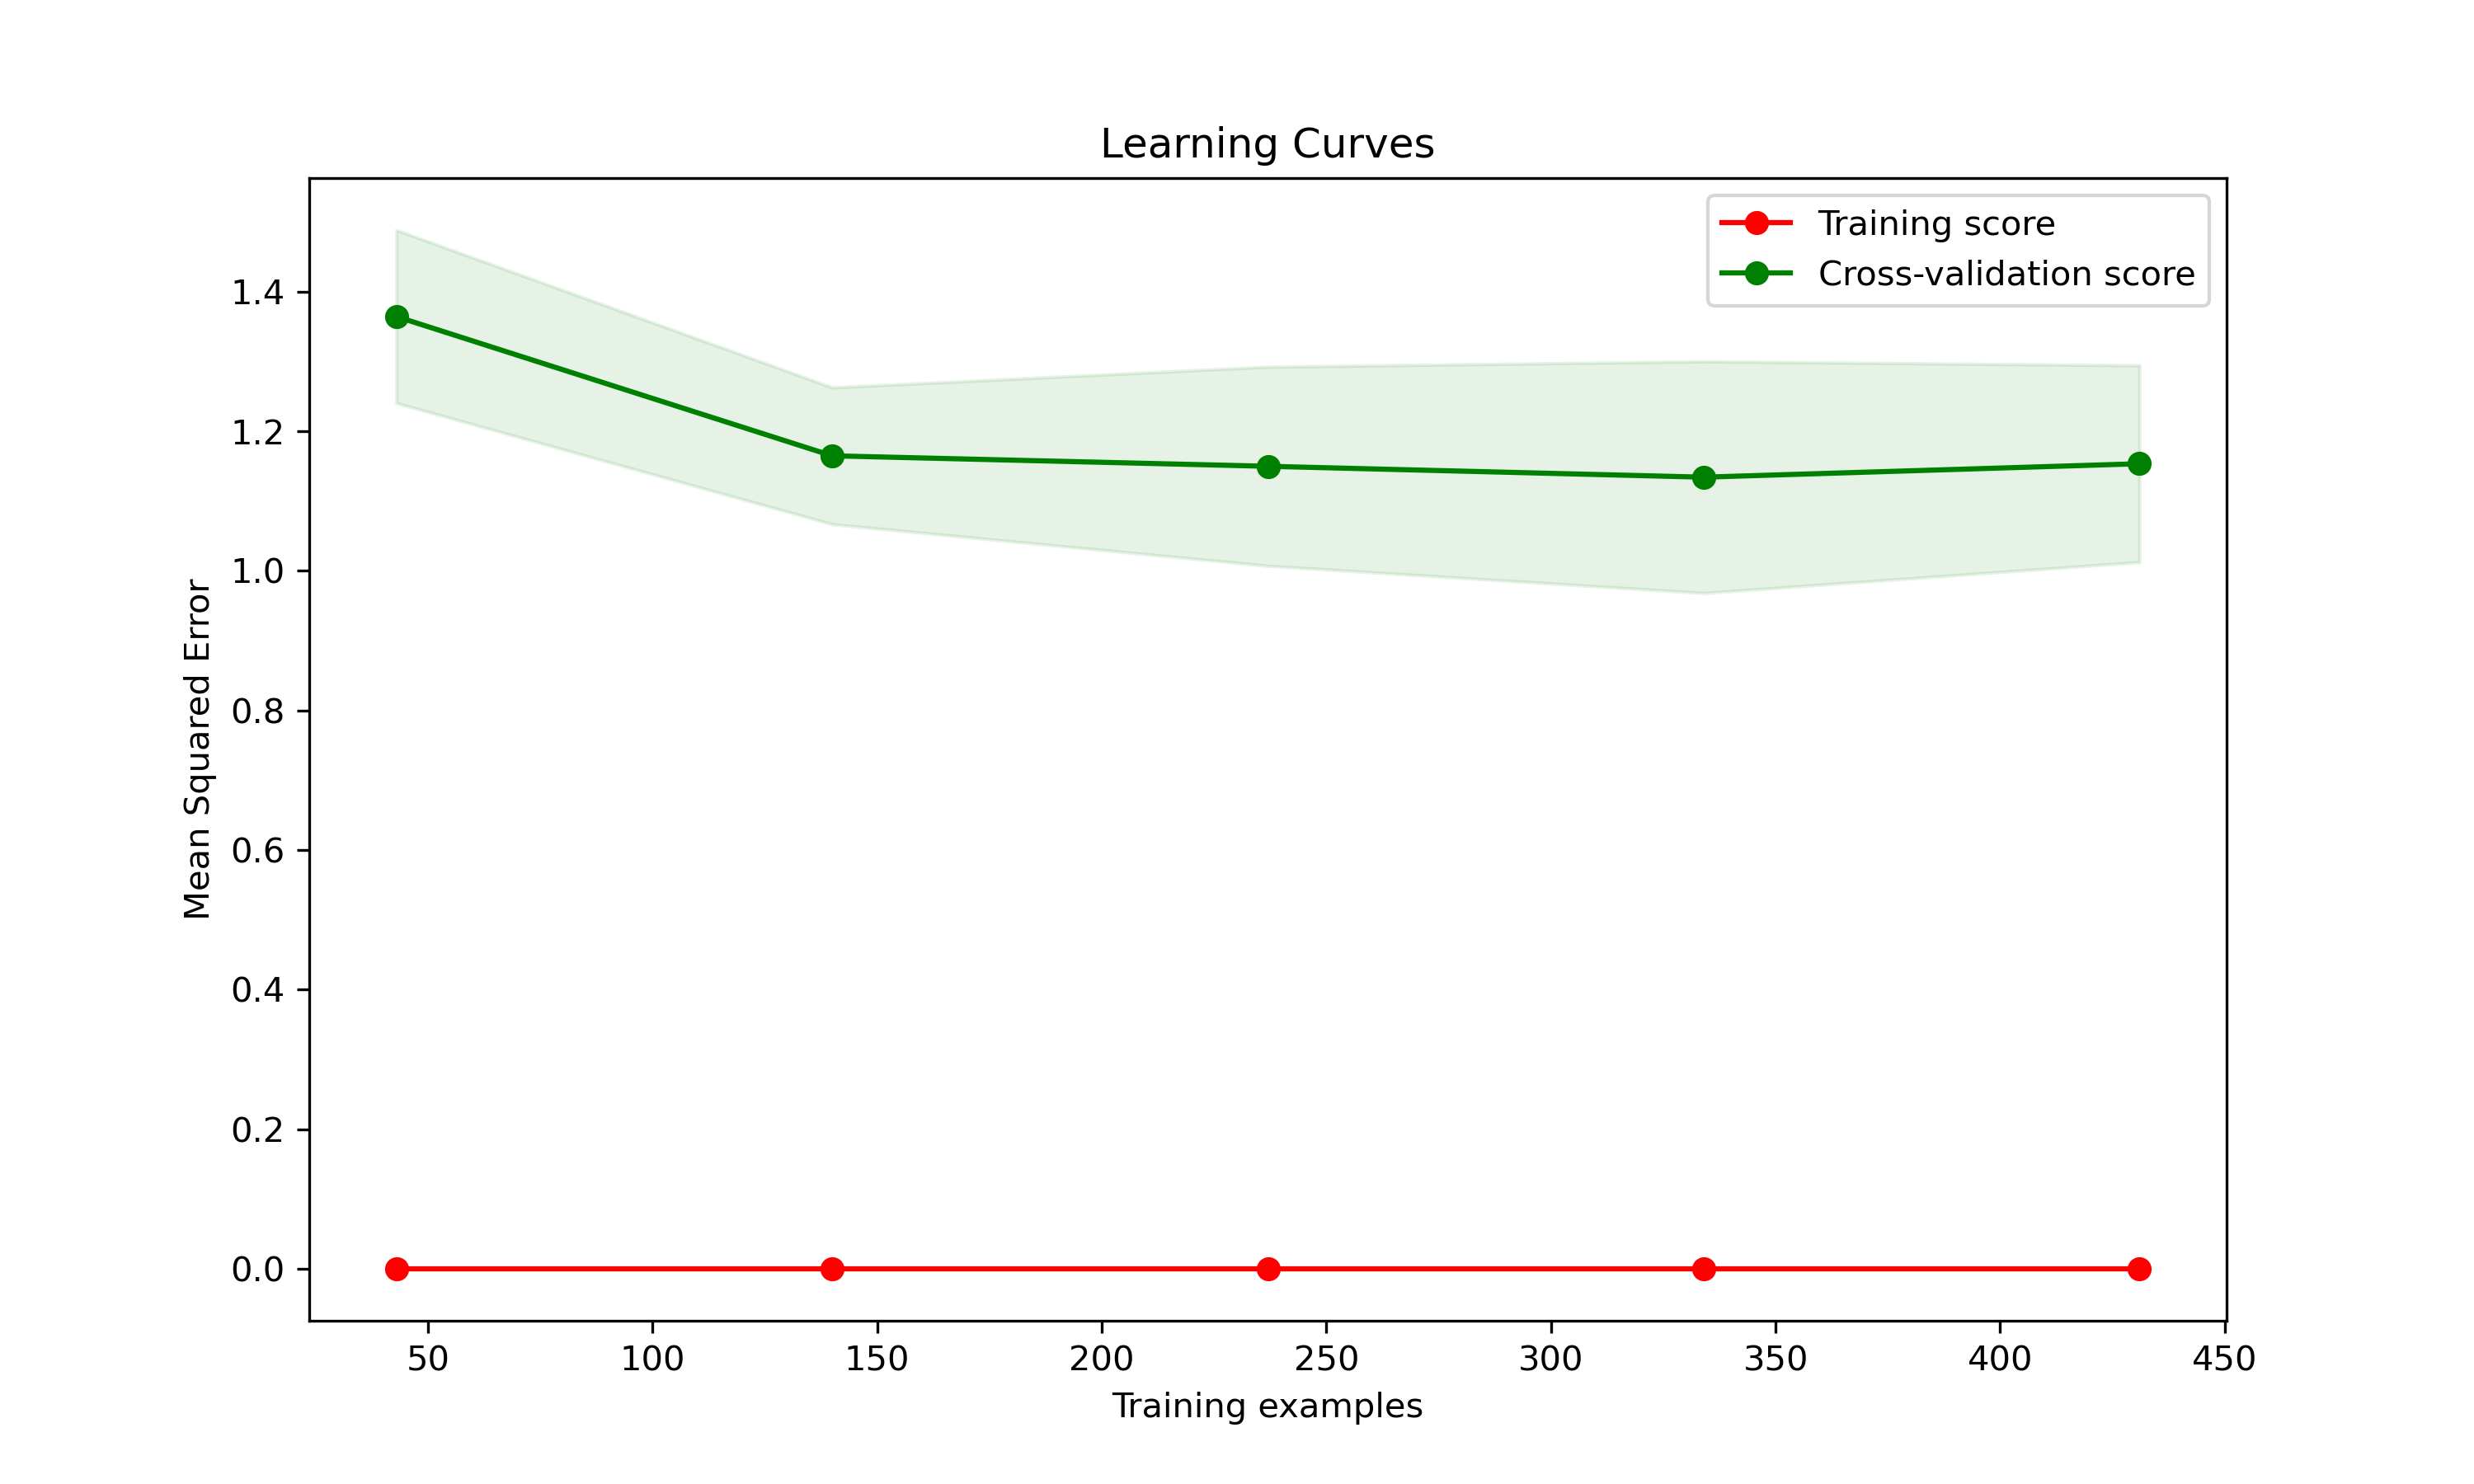 Learning Curves
Training score
Cross-validation score
1.4
1.2
1.0
0.8
0.6
0.4
0.2
0.0
Mean Squared Error
50 100 150 200 250 300 350 400 450
Training examples